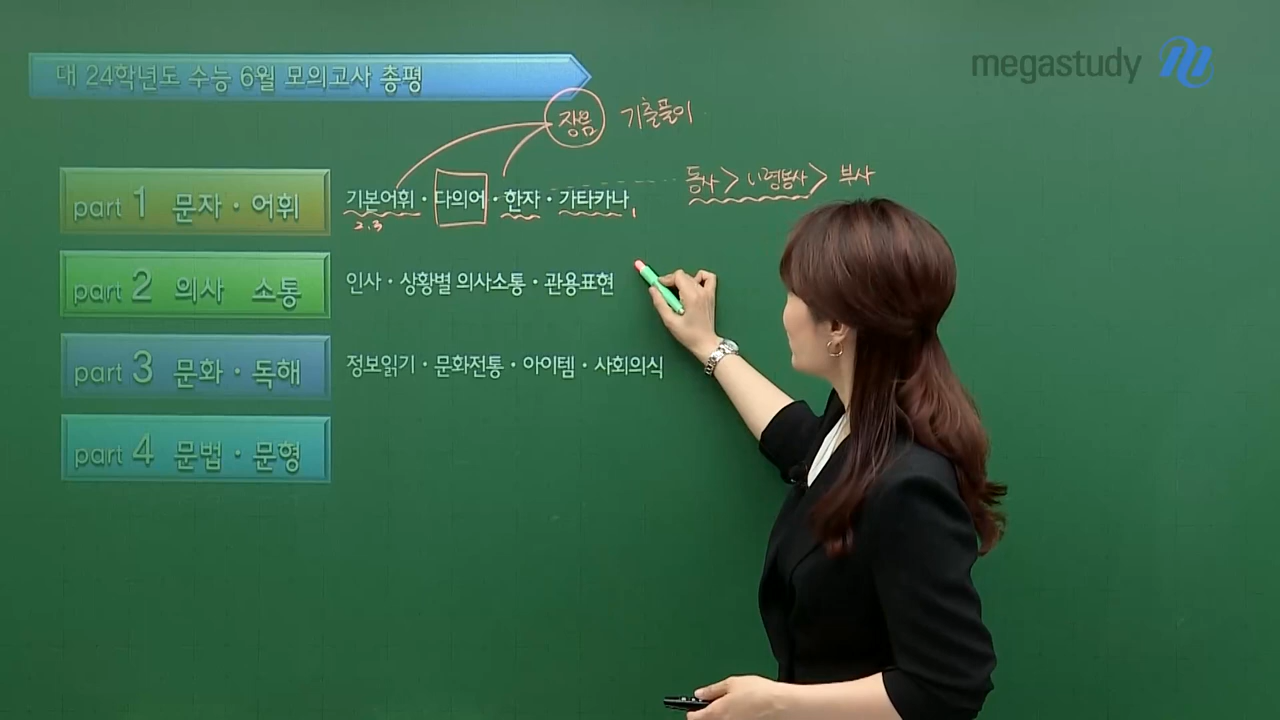 megastudy
대 24학년도 수능 6월 모의고사 총평
장음 기출풀이
part 1 문자 · 어휘
기본어휘 · 다의어 · 한자 · 가타카나
동사 > い형용사 > 부사
2.3
1
part 2 의사 소통
인사 · 상황별 의사소통 · 관용표현
part 3 문화 · 독해
정보읽기 · 문화전통 · 아이템 · 사회의식
part 4 문법 · 문형